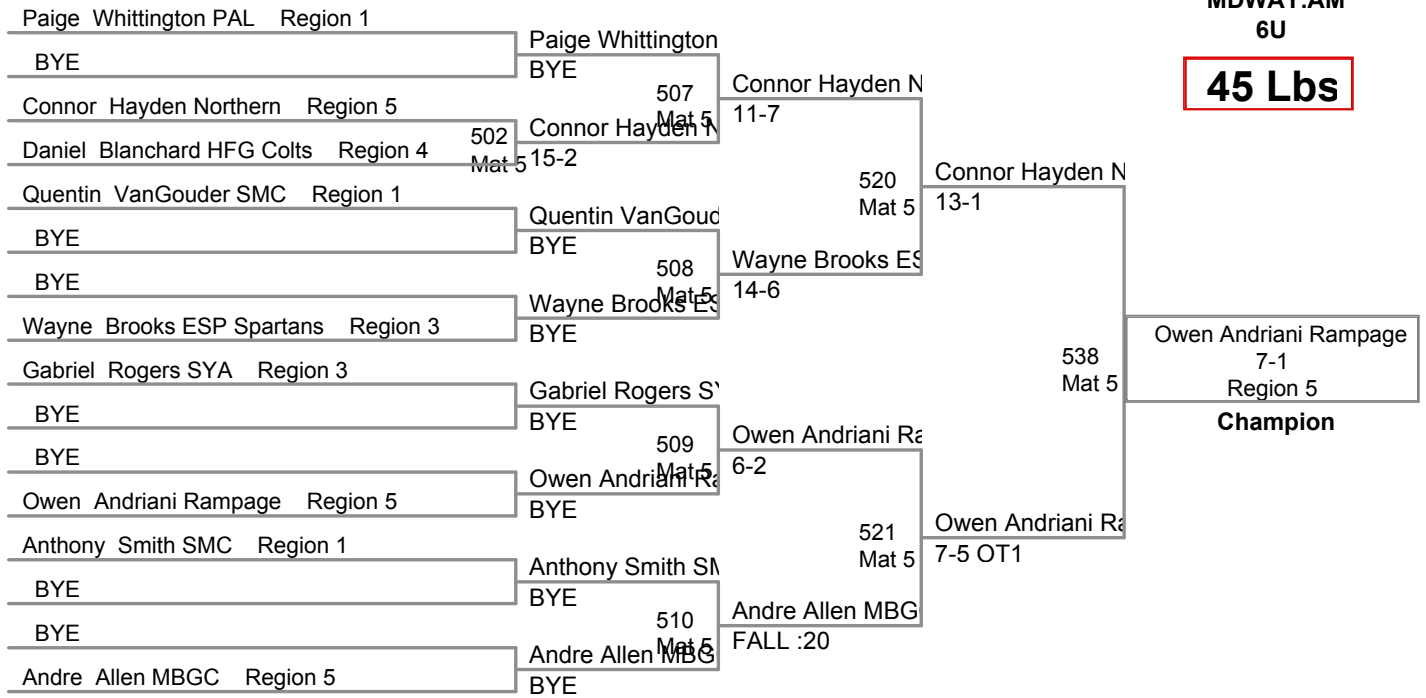 MDWAY.AM
6U
45 Lbs
Paige Whittington PAL Region 1
BYE
Connor Hayden Northern Region 5
Daniel Blanchard HFG Colts Region 4
Quentin VanGouder SMC Region 1
BYE
BYE
Wayne Brooks ESP Spartans Region 3
Gabriel Rogers SYA Region 3
BYE
BYE
Owen Andriani Rampage Region 5
Anthony Smith SMC Region 1
BYE
BYE
Andre Allen MBGC Region 5
502
Mat 5
Paige Whittington
BYE
Connor Hayden N
15-2
Quentin VanGoud
BYE
Wayne Brooks ES
BYE
Gabriel Rogers SY
BYE
Owen Andriani Ra
BYE
Anthony Smith SM
BYE
Andre Allen MBG
BYE
507
Mat 5
508
Mat 5
509
Mat 5
510
Mat 5
Connor Hayden N
11-7
Wayne Brooks ES
14-6
Owen Andriani Ra
6-2
Andre Allen MBG
FALL :20
520
Mat 5
521
Mat 5
Connor Hayden N
13-1
Owen Andriani Ra
7-5 OT1
538
Mat 5
Owen Andriani Rampage
7-1
Region 5
Champion